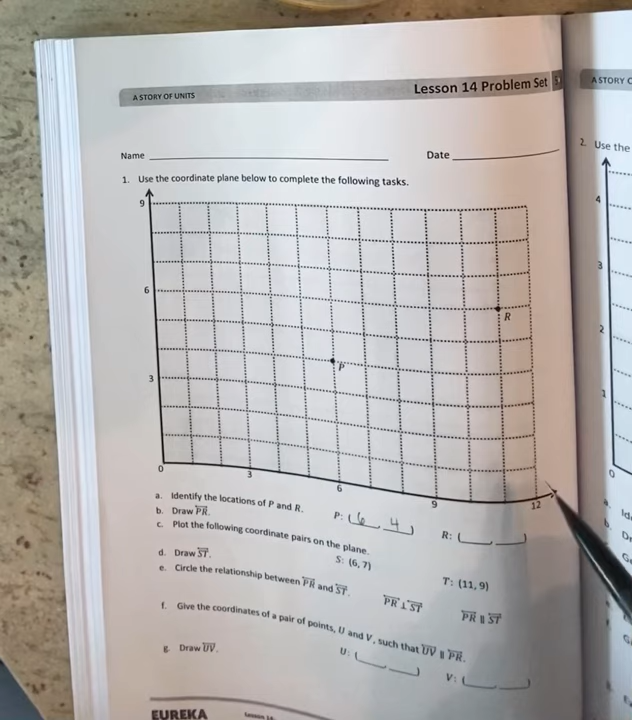 A STORY OF UNITS
Lesson 14 Problem Set
A STORY
Name
Date
1. Use the coordinate plane below to complete the following tasks.
9
6
3
0
3
6
9
12
R
P
a. Identify the locations of P and R.
P: (6 4)
R: (
b. Draw PR.
c. Plot the following coordinate pairs on the plane.
S: (6, 7)
T: (11, 9)
d. Draw ST.
e. Circle the relationship between PR and ST.
PR ⊥ ST
PR ∥ ST
f. Give the coordinates of a pair of points, U and V, such that UV ∥ PR.
U: (
V: (
g. Draw UV.
EUREKA
2. Use the
4
3
2
1
0